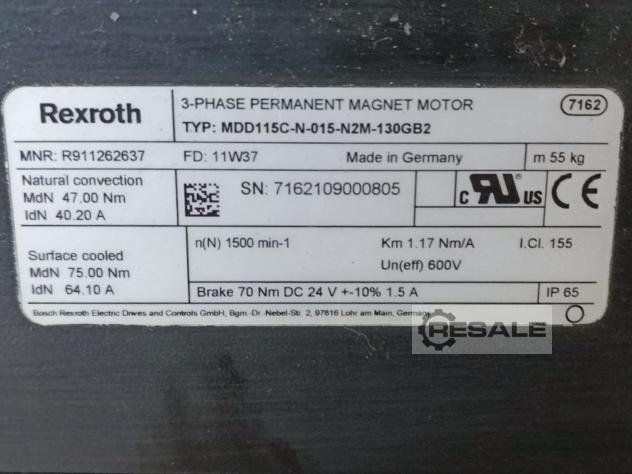 Rexroth
3-PHASE PERMANENT MAGNET MOTOR
7162
TYP: MDD115C-N-015-N2M-130GB2
MNR: R911262637
FD: 11W37
Made in Germany
m 55 kg
Natural convection
MdN 47.00 Nm
IdN 40.20 A
SN: 7162109000805
c RU us CE
Surface cooled
MdN 75.00 Nm
IdN 64.10 A
n(N) 1500 min-1
Km 1.17 Nm/A
I.Cl. 155
Un(eff) 600V
Brake 70 Nm DC 24 V +-10% 1.5 A
IP 65
Bosch Rexroth Electric Drives and Controls GmbH, Bgm.-Dr.-Nebel-Str. 2, 97816 Lohr am Main, Germany
RESALE